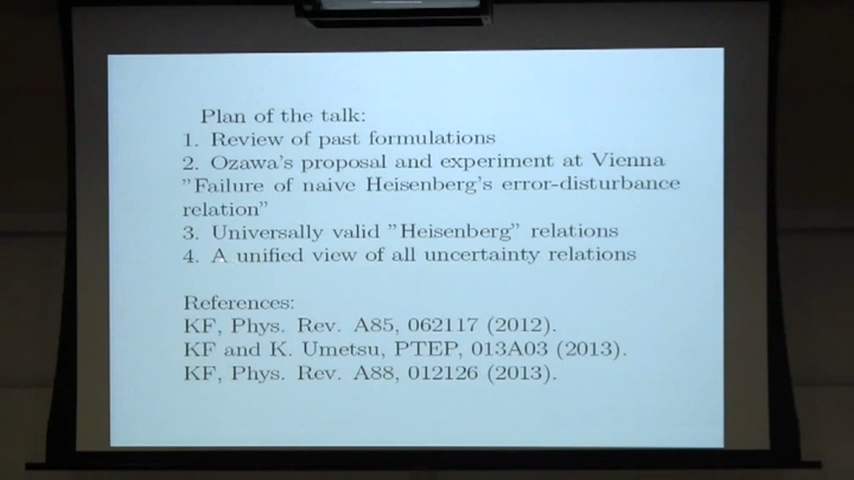 Plan of the talk:
1. Review of past formulations
2. Ozawa's proposal and experiment at Vienna
"Failure of naive Heisenberg's error-disturbance
relation"
3. Universally valid "Heisenberg" relations
4. A unified view of all uncertainty relations
References:
KF, Phys. Rev. A85, 062117 (2012).
KF and K. Umetsu, PTEP, 013A03 (2013).
KF, Phys. Rev. A88, 012126 (2013).